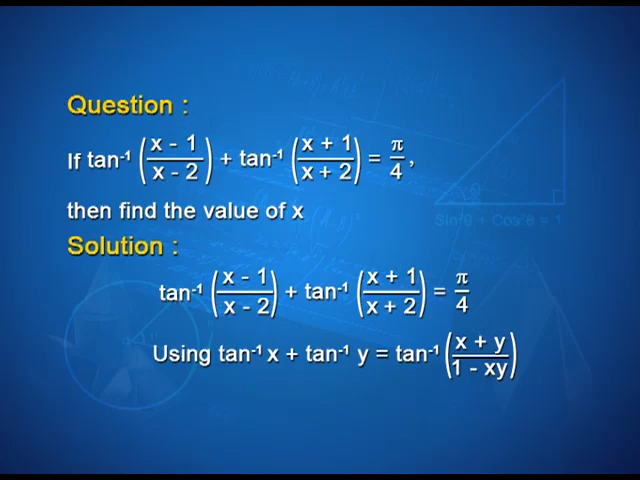 Question :
If tan⁻¹ ((x - 1)/(x - 2)) + tan⁻¹ ((x + 1)/(x + 2)) = π/4 ,
then find the value of x
Solution :
tan⁻¹ ((x - 1)/(x - 2)) + tan⁻¹ ((x + 1)/(x + 2)) = π/4
Using tan⁻¹ x + tan⁻¹ y = tan⁻¹ ((x + y)/(1 - xy))
Sin²θ + Cos²θ = 1